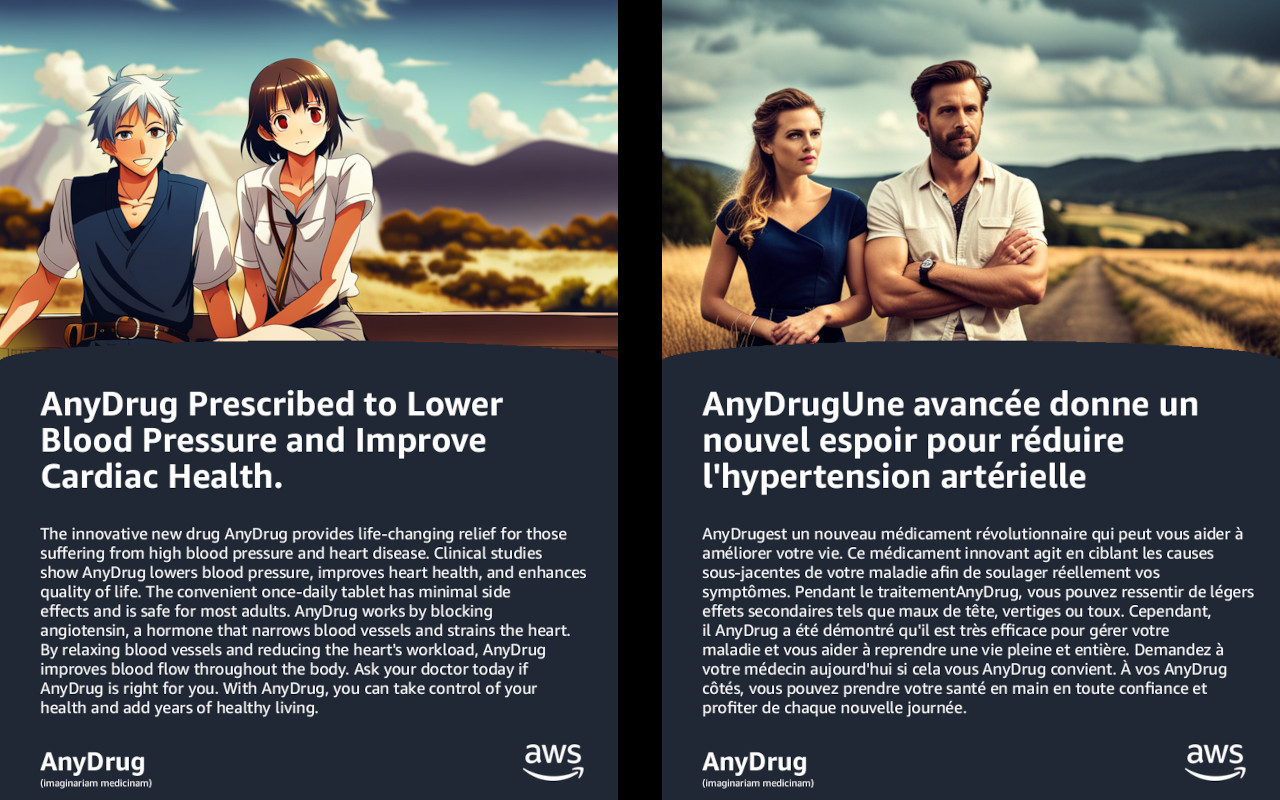 AnyDrug Prescribed to Lower
Blood Pressure and Improve
Cardiac Health.
The innovative new drug AnyDrug provides life-changing relief for those
suffering from high blood pressure and heart disease. Clinical studies
show AnyDrug lowers blood pressure, improves heart health, and enhances
quality of life. The convenient once-daily tablet has minimal side
effects and is safe for most adults. AnyDrug works by blocking
angiotensin, a hormone that narrows blood vessels and strains the heart.
By relaxing blood vessels and reducing the heart's workload, AnyDrug
improves blood flow throughout the body. Ask your doctor today if
AnyDrug is right for you. With AnyDrug, you can take control of your
health and add years of healthy living.
AnyDrug
(imaginariam medicinam)
aws
AnyDrugUne avancée donne un
nouvel espoir pour réduire
l'hypertension artérielle
AnyDrugest un nouveau médicament révolutionnaire qui peut vous aider à
améliorer votre vie. Ce médicament innovant agit en ciblant les causes
sous-jacentes de votre maladie afin de soulager réellement vos
symptômes. Pendant le traitementAnyDrug, vous pouvez ressentir de légers
effets secondaires tels que maux de tête, vertiges ou toux. Cependant,
il AnyDrug a été démontré qu'il est très efficace pour gérer votre
maladie et vous aider à reprendre une vie pleine et entière. Demandez à
votre médecin aujourd'hui si cela vous AnyDrug convient. À vos AnyDrug
côtés, vous pouvez prendre votre santé en main en toute confiance et
profiter de chaque nouvelle journée.
AnyDrug
(imaginariam medicinam)
aws